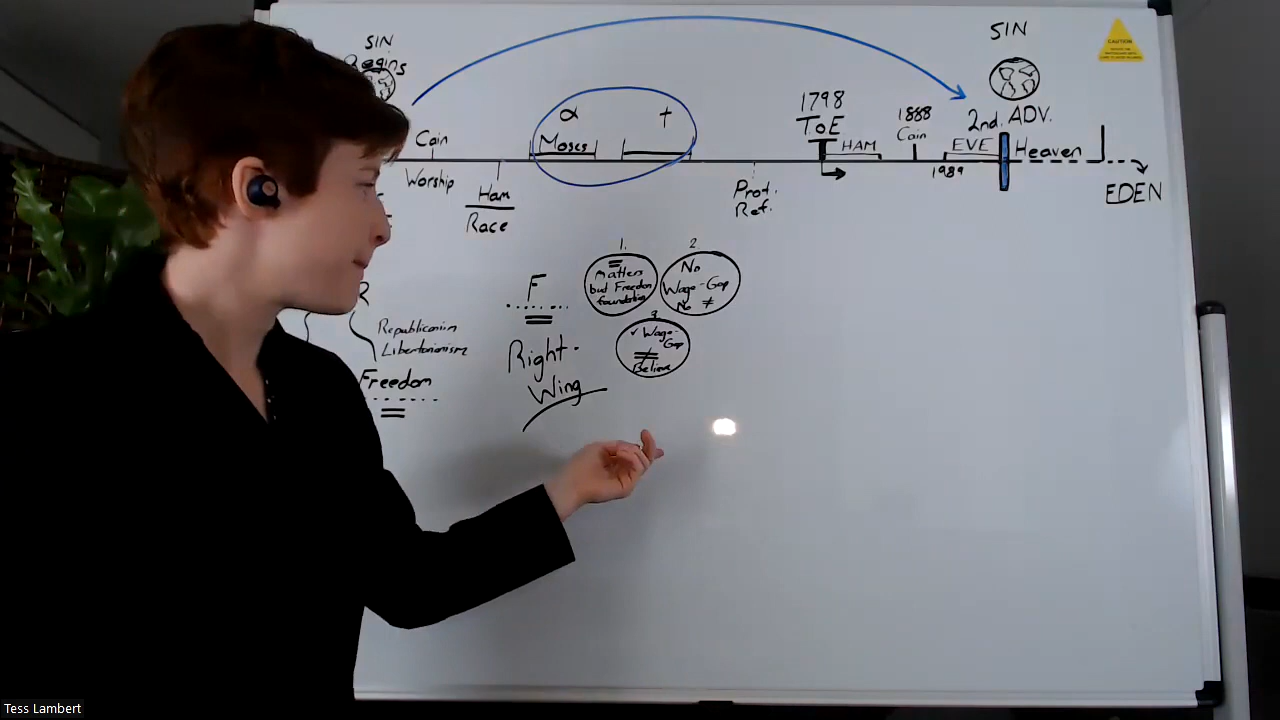 SIN
Begins
Cain
Worship
Ham
Race
α
Moses
†
Prot.
Ref.
1798
ToE
HAM
1888
Cain
EVE
1989
SIN
2nd. ADV.
Heaven
EDEN
CAUTION
R
Republicanism
Libertarianism
Freedom
=
F
=
Right-
Wing
1.
=
Matters
but Freedom
foundation
2
No
Wage-Gap
No ≠
3
✓ Wage-
Gap
≠
Believe
Tess Lambert